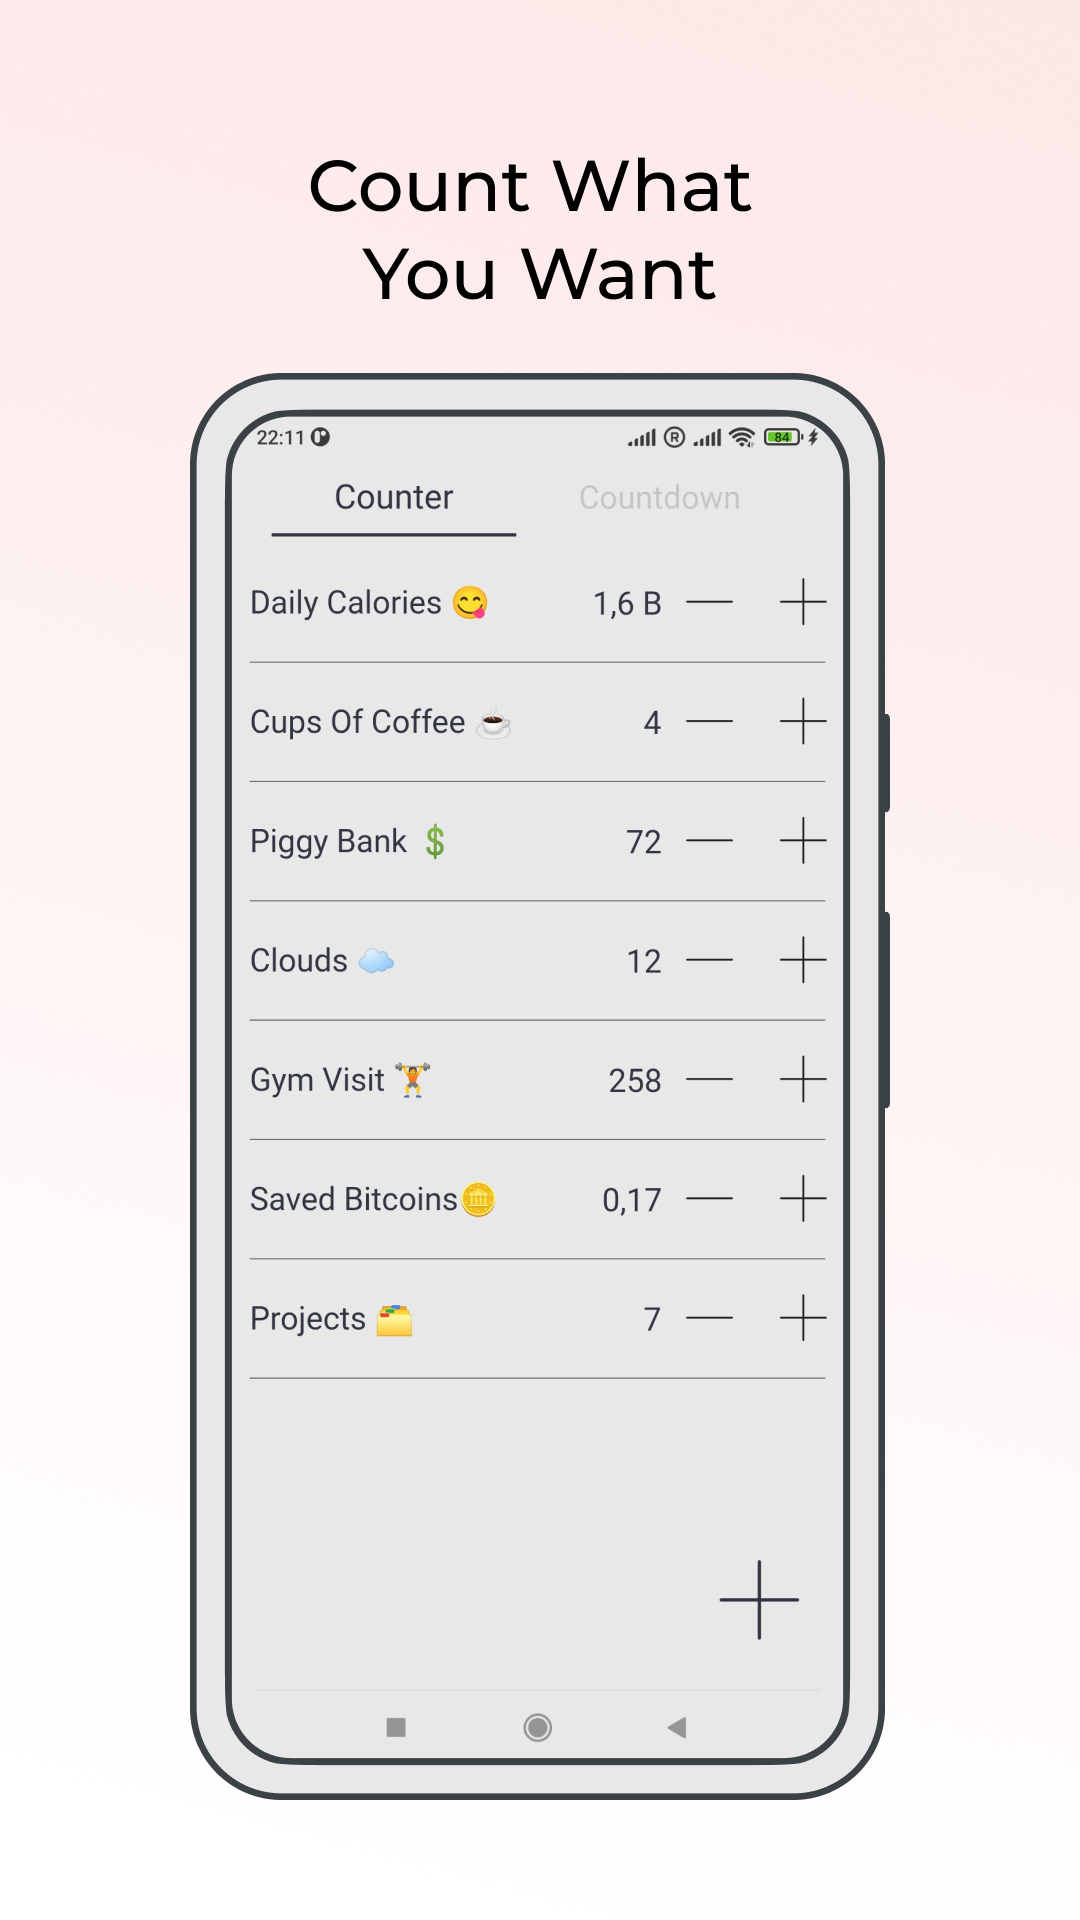 Count What
You Want
22:11 R 84
Counter Countdown
Daily Calories 😋 1,6 B
Cups Of Coffee ☕ 4
Piggy Bank 💲 72
Clouds ☁️ 12
Gym Visit 🏋️ 258
Saved Bitcoins🪙 0,17
Projects 🗂️ 7